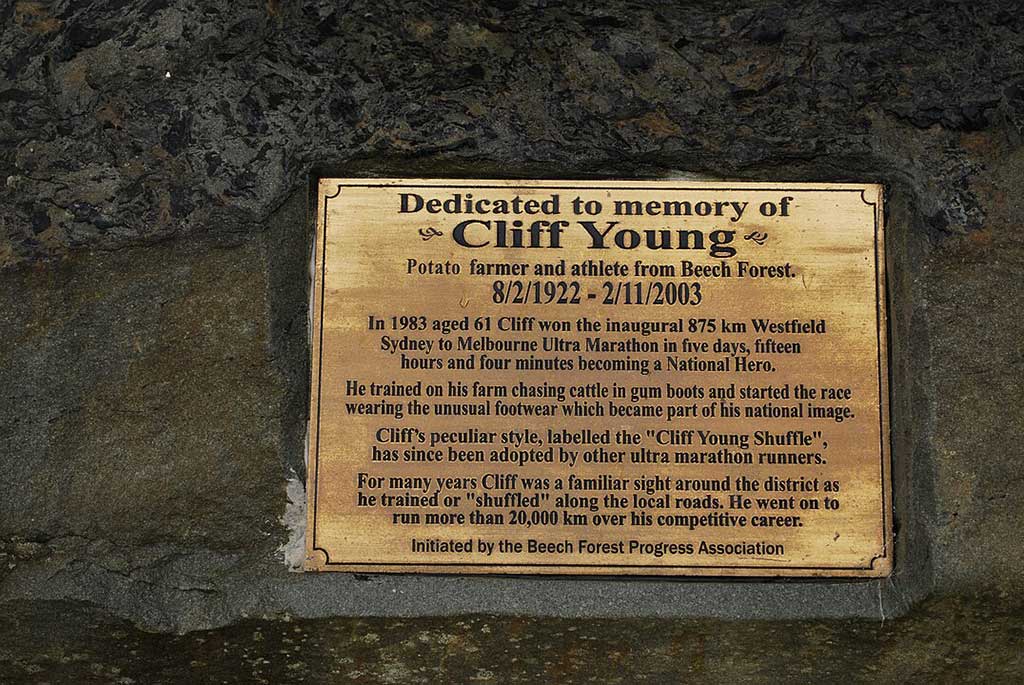 Dedicated to memory of
Cliff Young
Potato farmer and athlete from Beech Forest.
8/2/1922 - 2/11/2003
In 1983 aged 61 Cliff won the inaugural 875 km Westfield
Sydney to Melbourne Ultra Marathon in five days, fifteen
hours and four minutes becoming a National Hero.
He trained on his farm chasing cattle in gum boots and started the race
wearing the unusual footwear which became part of his national image.
Cliff's peculiar style, labelled the "Cliff Young Shuffle",
has since been adopted by other ultra marathon runners.
For many years Cliff was a familiar sight around the district as
he trained or "shuffled" along the local roads. He went on to
run more than 20,000 km over his competitive career.
Initiated by the Beech Forest Progress Association